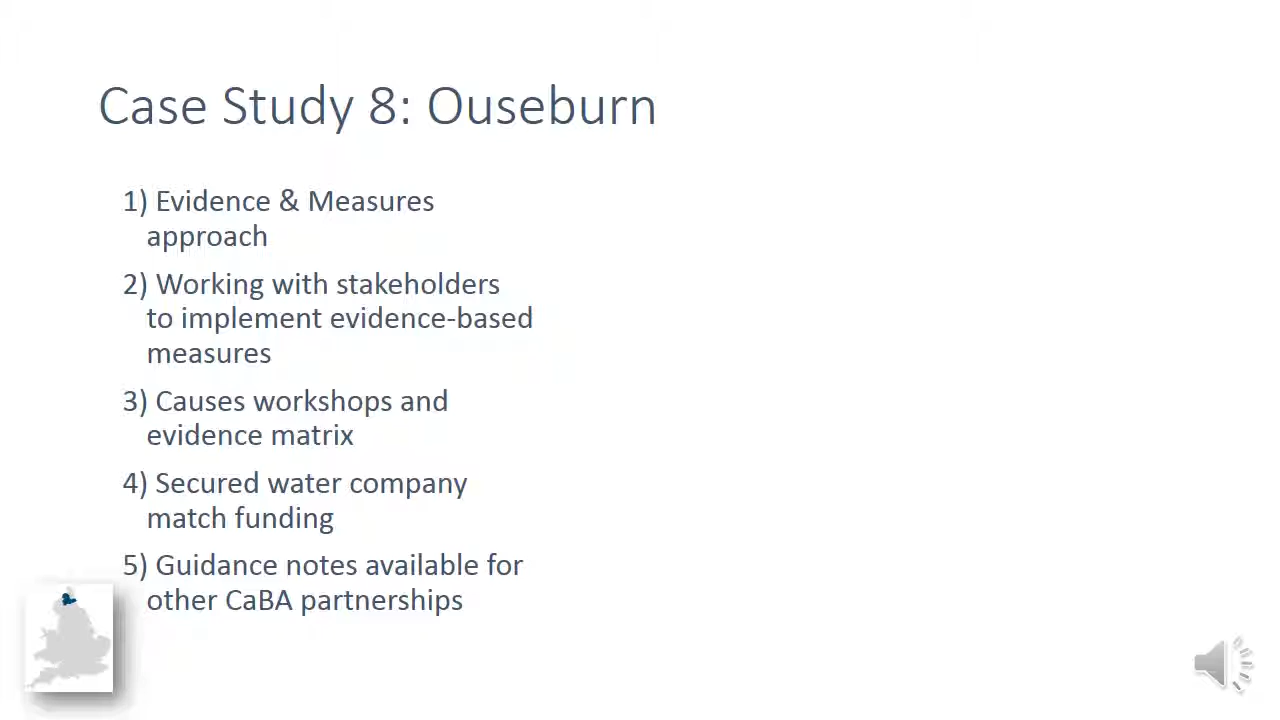 Case Study 8: Ouseburn
1) Evidence & Measures
approach
2) Working with stakeholders
to implement evidence-based
measures
3) Causes workshops and
evidence matrix
4) Secured water company
match funding
5) Guidance notes available for
other CaBA partnerships